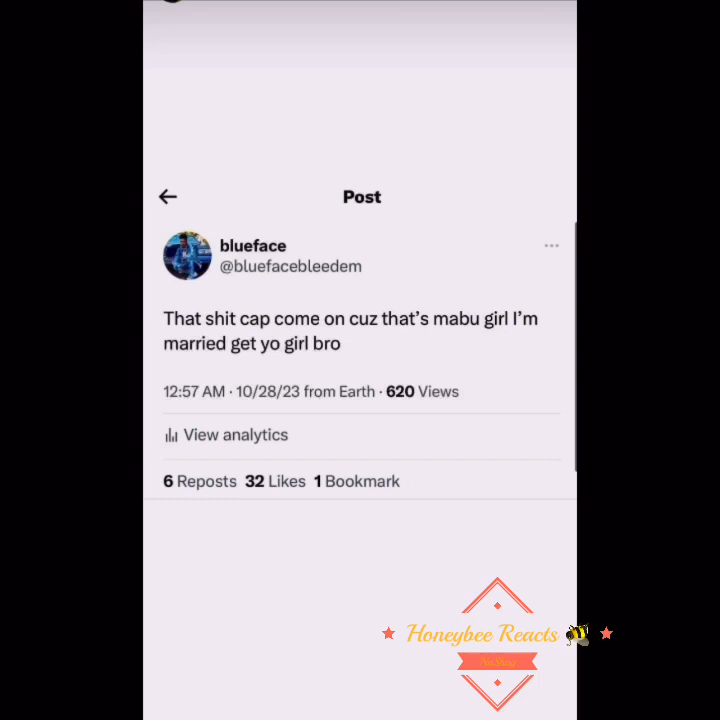 Post
blueface
@bluefacebleedem
That shit cap come on cuz that's mabu girl I'm
married get yo girl bro
12:57 AM · 10/28/23 from Earth · 620 Views
View analytics
6 Reposts 32 Likes 1 Bookmark
Honeybee Reacts